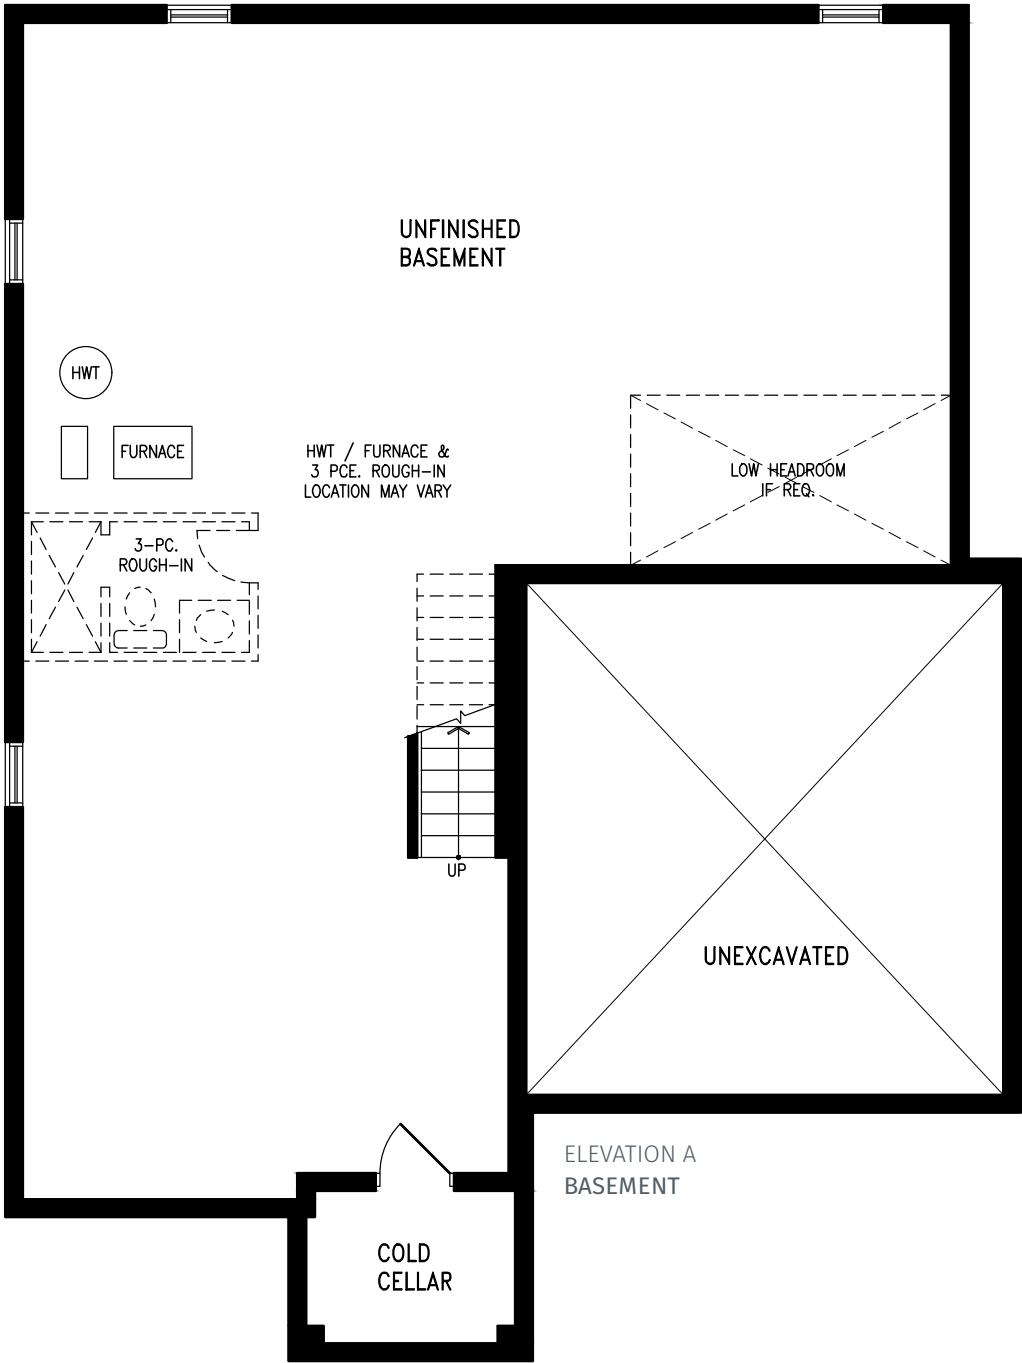 UNFINISHED
BASEMENT
HWT
FURNACE
HWT / FURNACE &
3 PCE. ROUGH-IN
LOCATION MAY VARY
LOW HEADROOM
IF REQ.
3-PC.
ROUGH-IN
UP
UNEXCAVATED
ELEVATION A
BASEMENT
COLD
CELLAR